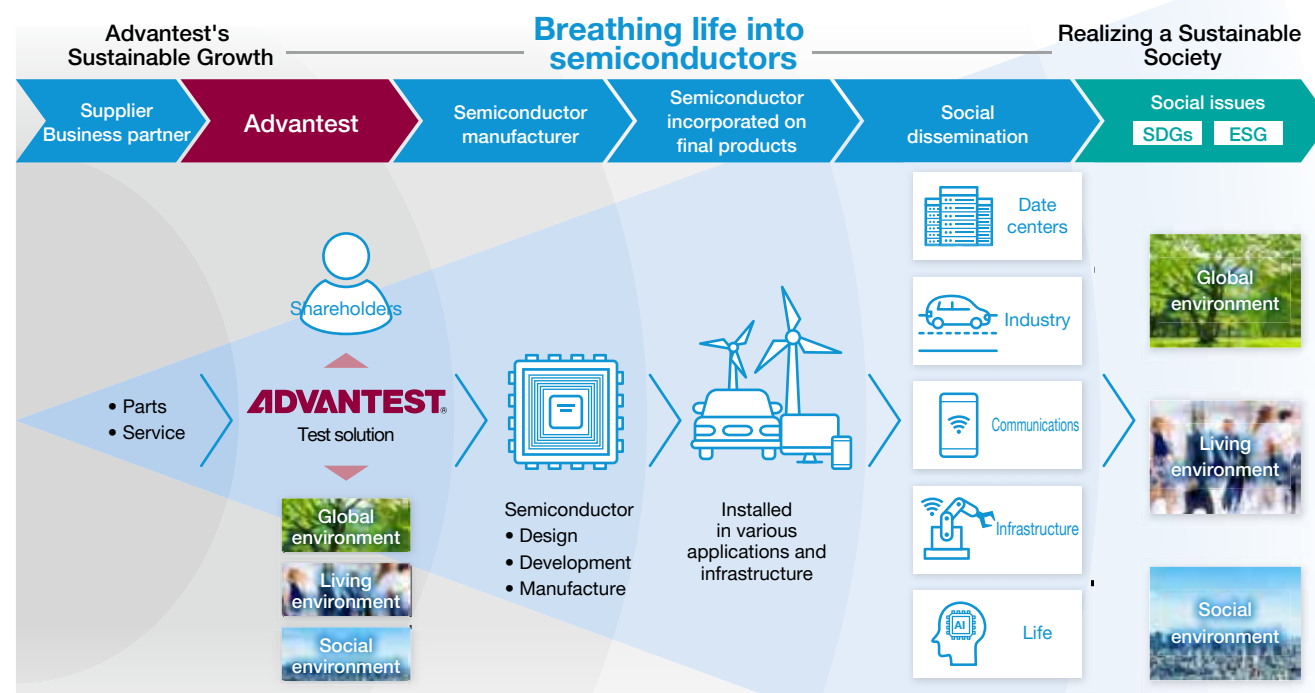 Advantest's
Sustainable Growth
Breathing life into
semiconductors
Realizing a Sustainable
Society
Supplier
Business partner
Advantest
Semiconductor
manufacturer
Semiconductor
incorporated on
final products
Social
dissemination
Social issues
SDGs ESG
Shareholders
• Parts
• Service
ADVANTEST®
Test solution
Global
environment
Living
environment
Social
environment
Semiconductor
• Design
• Development
• Manufacture
Installed
in various
applications and
infrastructure
Date
centers
Industry
Communications
Infrastructure
AI
Life
Global
environment
Living
environment
Social
environment